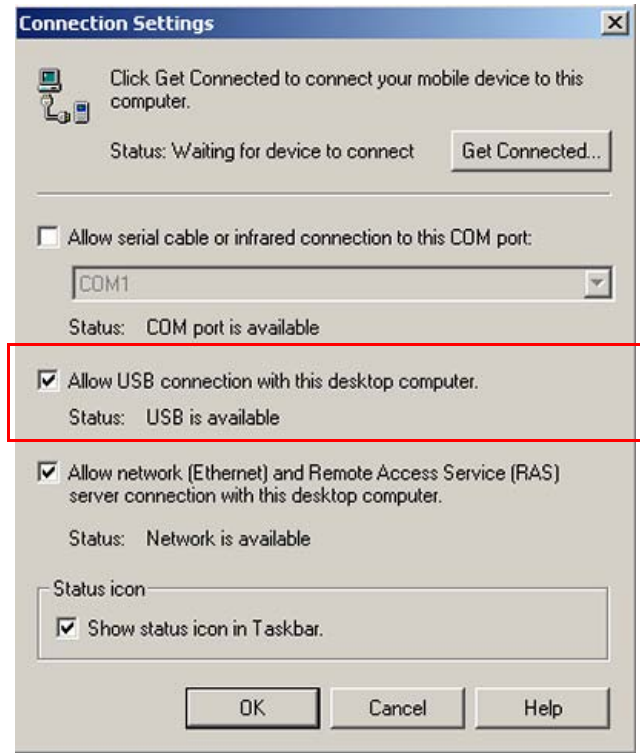 Connection Settings
Click Get Connected to connect your mobile device to this
computer.
Status: Waiting for device to connect
Get Connected...
Allow serial cable or infrared connection to this COM port:
COM1
Status: COM port is available
Allow USB connection with this desktop computer.
Status: USB is available
Allow network (Ethernet) and Remote Access Service (RAS)
server connection with this desktop computer.
Status: Network is available
Status icon
Show status icon in Taskbar.
OK Cancel Help